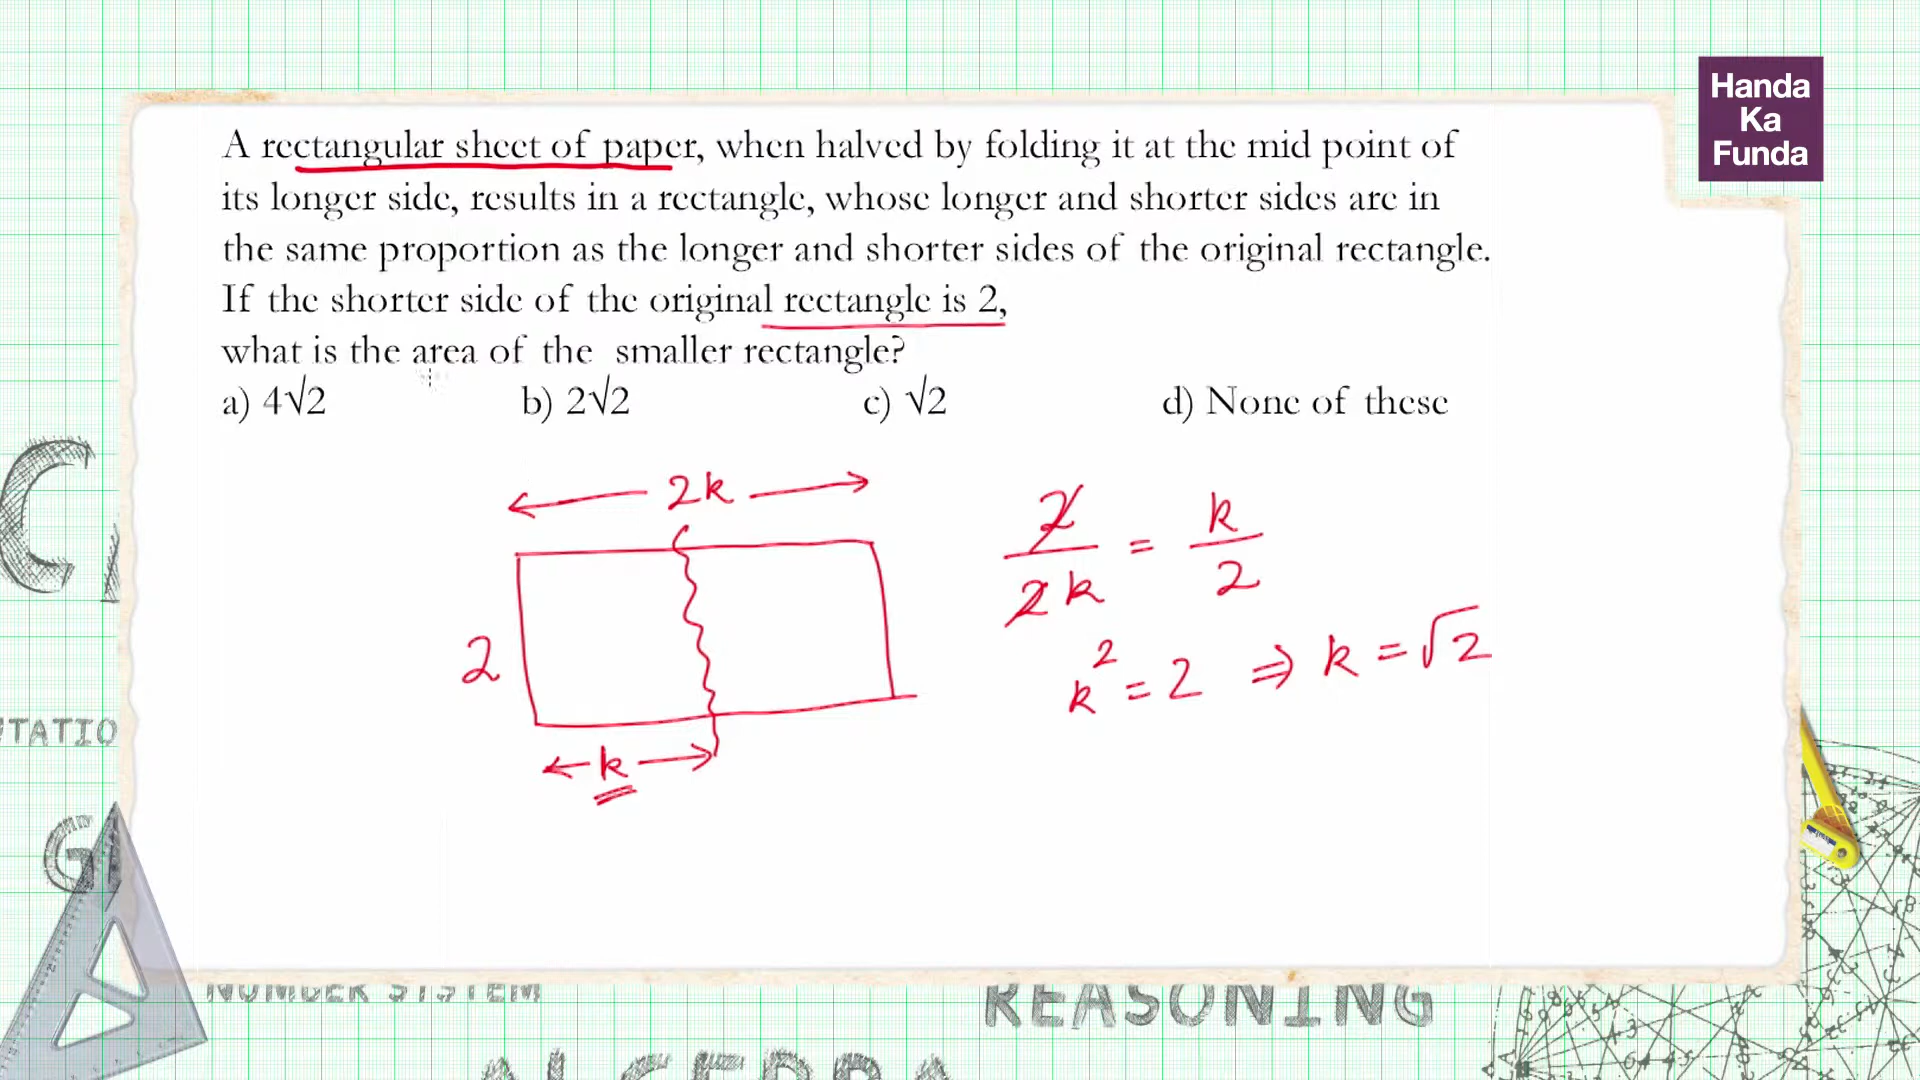 Handa
Ka
Funda
A rectangular sheet of paper, when halved by folding it at the mid point of
its longer side, results in a rectangle, whose longer and shorter sides are in
the same proportion as the longer and shorter sides of the original rectangle.
If the shorter side of the original rectangle is 2,
what is the area of the smaller rectangle?
a) 4√2 b) 2√2 c) √2 d) None of these
2k
2
k
2/2k = k/2
k² = 2 ⇒ k = √2
NUMBER SYSTEM
REASONING
ALGEBRA